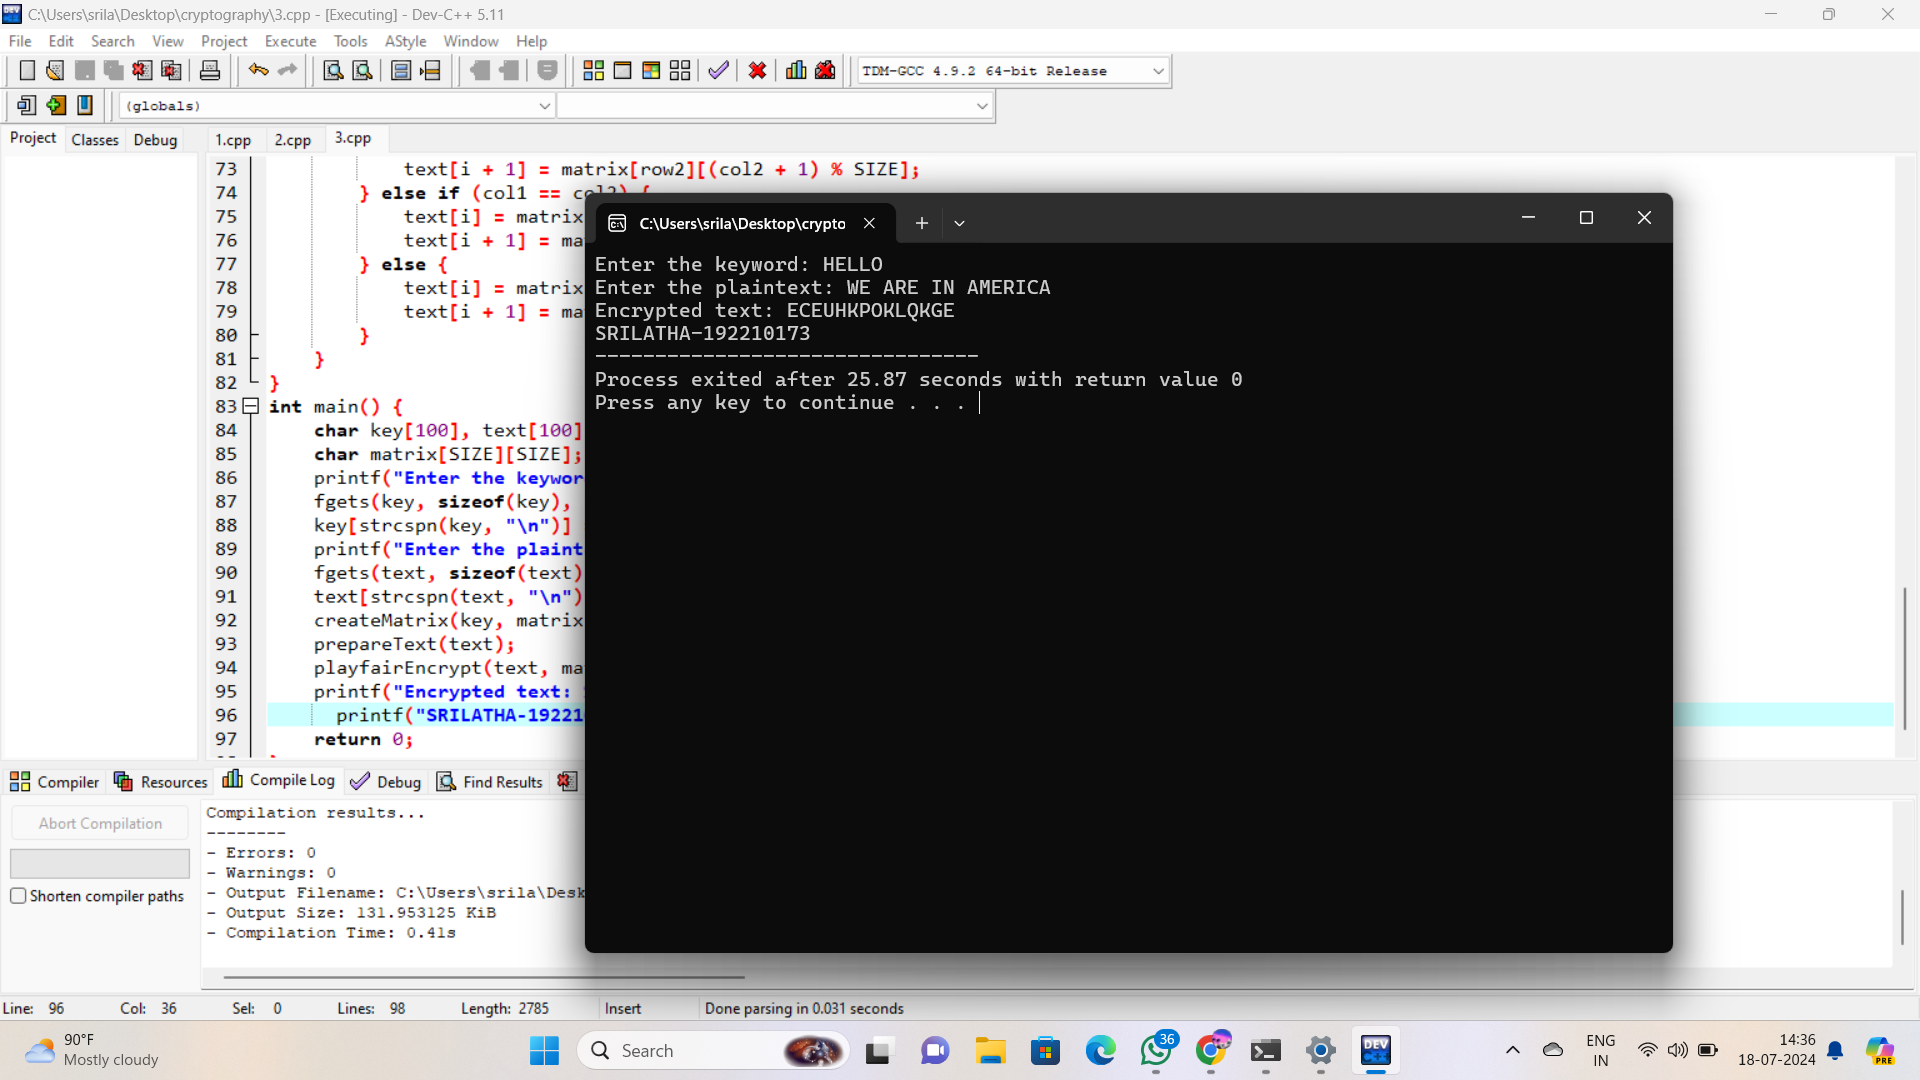 C:\Users\srila\Desktop\cryptography\3.cpp - [Executing] - Dev-C++ 5.11
File Edit Search View Project Execute Tools AStyle Window Help
TDM-GCC 4.9.2 64-bit Release
(globals)
Project Classes Debug 1.cpp 2.cpp 3.cpp
73 text[i + 1] = matrix[row2][(col2 + 1) % SIZE];
74 } else if (col1 == col2) {
75 text[i] = matrix
76 text[i + 1] = ma
77 } else {
78 text[i] = matrix
79 text[i + 1] = ma
80 }
81 }
82 }
83 int main() {
84 char key[100], text[100]
85 char matrix[SIZE][SIZE];
86 printf("Enter the keywor
87 fgets(key, sizeof(key),
88 key[strcspn(key, "\n")]
89 printf("Enter the plaint
90 fgets(text, sizeof(text)
91 text[strcspn(text, "\n")
92 createMatrix(key, matrix
93 prepareText(text);
94 playfairEncrypt(text, ma
95 printf("Encrypted text:
96 printf("SRILATHA-19221
97 return 0;
C:\Users\srila\Desktop\crypto
Enter the keyword: HELLO
Enter the plaintext: WE ARE IN AMERICA
Encrypted text: ECEUHKPOKLQKGE
SRILATHA-192210173
--------------------------------
Process exited after 25.87 seconds with return value 0
Press any key to continue . . .
Compiler Resources Compile Log Debug Find Results
Abort Compilation
Shorten compiler paths
Compilation results...
--------
- Errors: 0
- Warnings: 0
- Output Filename: C:\Users\srila\Desk
- Output Size: 131.953125 KiB
- Compilation Time: 0.41s
Line: 96 Col: 36 Sel: 0 Lines: 98 Length: 2785 Insert Done parsing in 0.031 seconds
90°F
Mostly cloudy
Search
36
DEV
C++
ENG
IN
14:36
18-07-2024
PRE